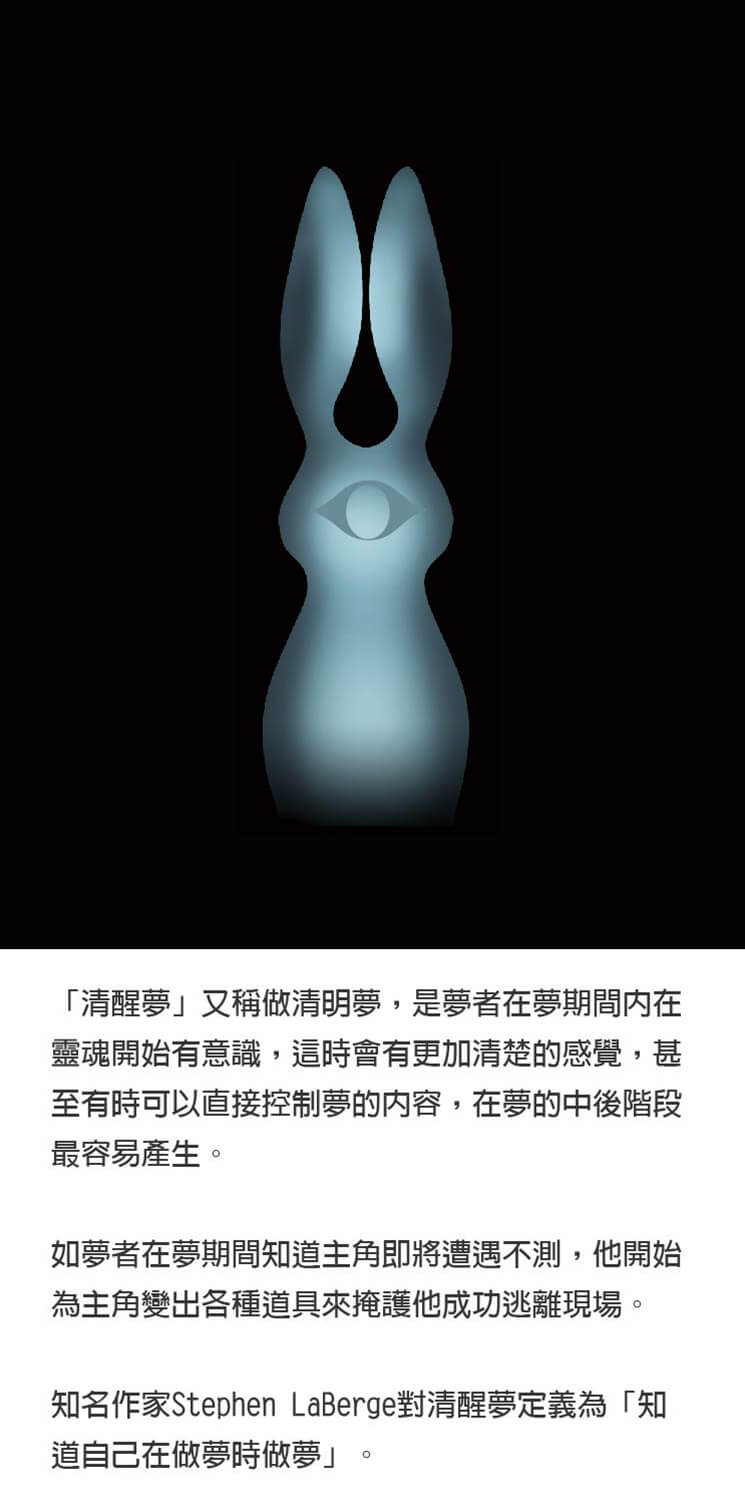 「清醒夢」又稱做清明夢，是夢者在夢期間內在
靈魂開始有意識，這時會有更加清楚的感覺，甚
至有時可以直接控制夢的內容，在夢的中後階段
最容易產生。
如夢者在夢期間知道主角即將遭遇不測，他開始
為主角變出各種道具來掩護他成功逃離現場。
知名作家Stephen LaBerge對清醒夢定義為「知
道自己在做夢時做夢」。